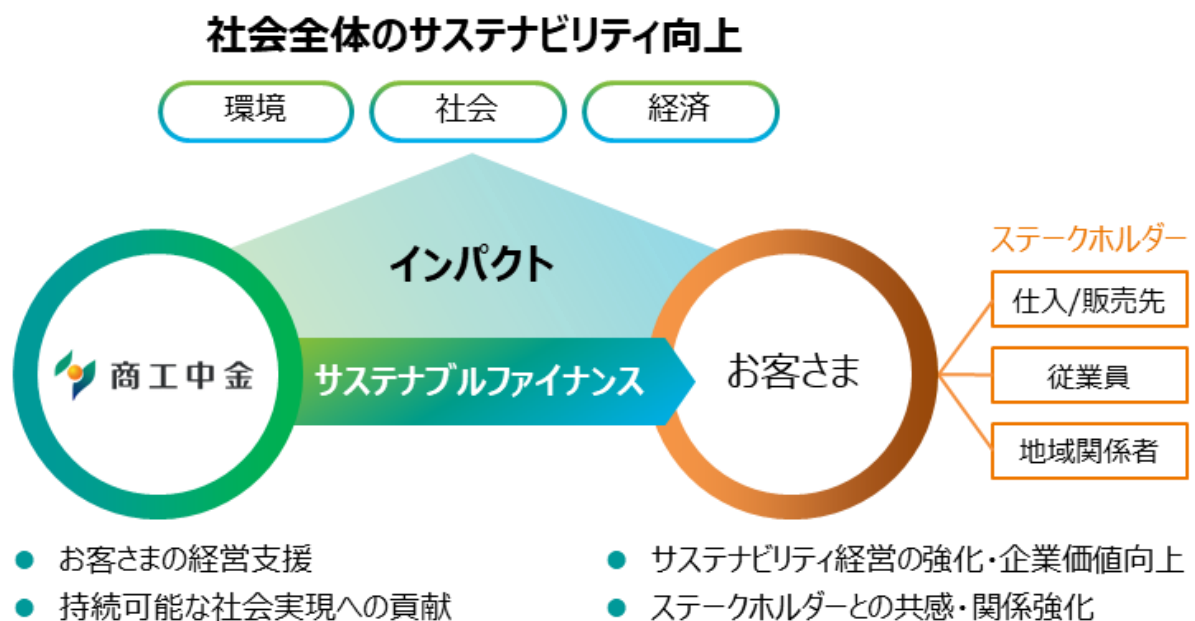 社会全体のサステナビリティ向上
環境
社会
経済
インパクト
商工中金
サステナブルファイナンス
お客さま
ステークホルダー
仕入/販売先
従業員
地域関係者
● お客さまの経営支援
● 持続可能な社会実現への貢献
● サステナビリティ経営の強化・企業価値向上
● ステークホルダーとの共感・関係強化